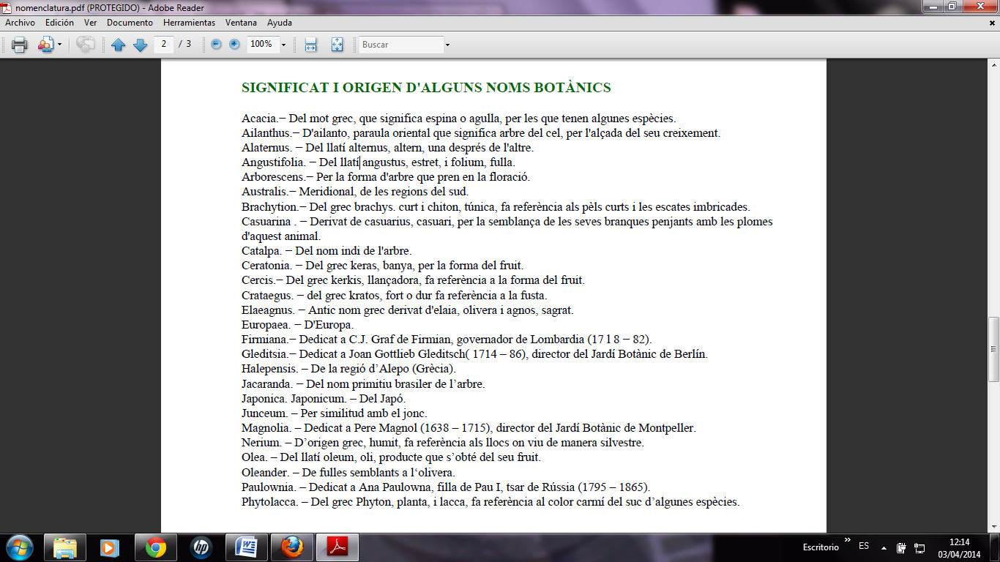 nomenclatura.pdf (PROTEGIDO) - Adobe Reader
Archivo Edición Ver Documento Herramientas Ventana Ayuda
2 / 3 100% Buscar
SIGNIFICAT I ORIGEN D'ALGUNS NOMS BOTÀNICS
Acacia.− Del mot grec, que significa espina o agulla, per les que tenen algunes espècies.
Ailanthus.− D'ailanto, paraula oriental que significa arbre del cel, per l'alçada del seu creixement.
Alaternus. − Del llatí alternus, altern, una després de l'altre.
Angustifolia. − Del llatí angustus, estret, i folium, fulla.
Arborescens.− Per la forma d'arbre que pren en la floració.
Australis.− Meridional, de les regions del sud.
Brachytion.− Del grec brachys. curt i chiton, túnica, fa referència als pèls curts i les escates imbricades.
Casuarina . − Derivat de casuarius, casuari, per la semblança de les seves branques penjants amb les plomes
d'aquest animal.
Catalpa. − Del nom indi de l'arbre.
Ceratonia. − Del grec keras, banya, per la forma del fruit.
Cercis.− Del grec kerkis, llançadora, fa referència a la forma del fruit.
Crataegus. − del grec kratos, fort o dur fa referència a la fusta.
Elaeagnus. − Antic nom grec derivat d'elaia, olivera i agnos, sagrat.
Europaea. − D'Europa.
Firmiana.− Dedicat a C.J. Graf de Firmian, governador de Lombardia (17 l 8 − 82).
Gleditsia.− Dedicat a Joan Gottlieb Gleditsch( 1714 – 86), director del Jardí Botànic de Berlín.
Halepensis. − De la regió d’Alepo (Grècia).
Jacaranda. − Del nom primitiu brasiler de l’arbre.
Japonica. Japonicum. – Del Japó.
Junceum. – Per similitud amb el jonc.
Magnolia. – Dedicat a Pere Magnol (1638 – 1715), director del Jardí Botànic de Montpeller.
Nerium. – D’origen grec, humit, fa referència als llocs on viu de manera silvestre.
Olea. – Del llatí oleum, oli, producte que s’obté del seu fruit.
Oleander. – De fulles semblants a l‘olivera.
Paulownia. – Dedicat a Ana Paulowna, filla de Pau I, tsar de Rússia (1795 – 1865).
Phytolacca. – Del grec Phyton, planta, i lacca, fa referència al color carmí del suc d’algunes espècies.
hp Escritorio ES 12:14
03/04/2014